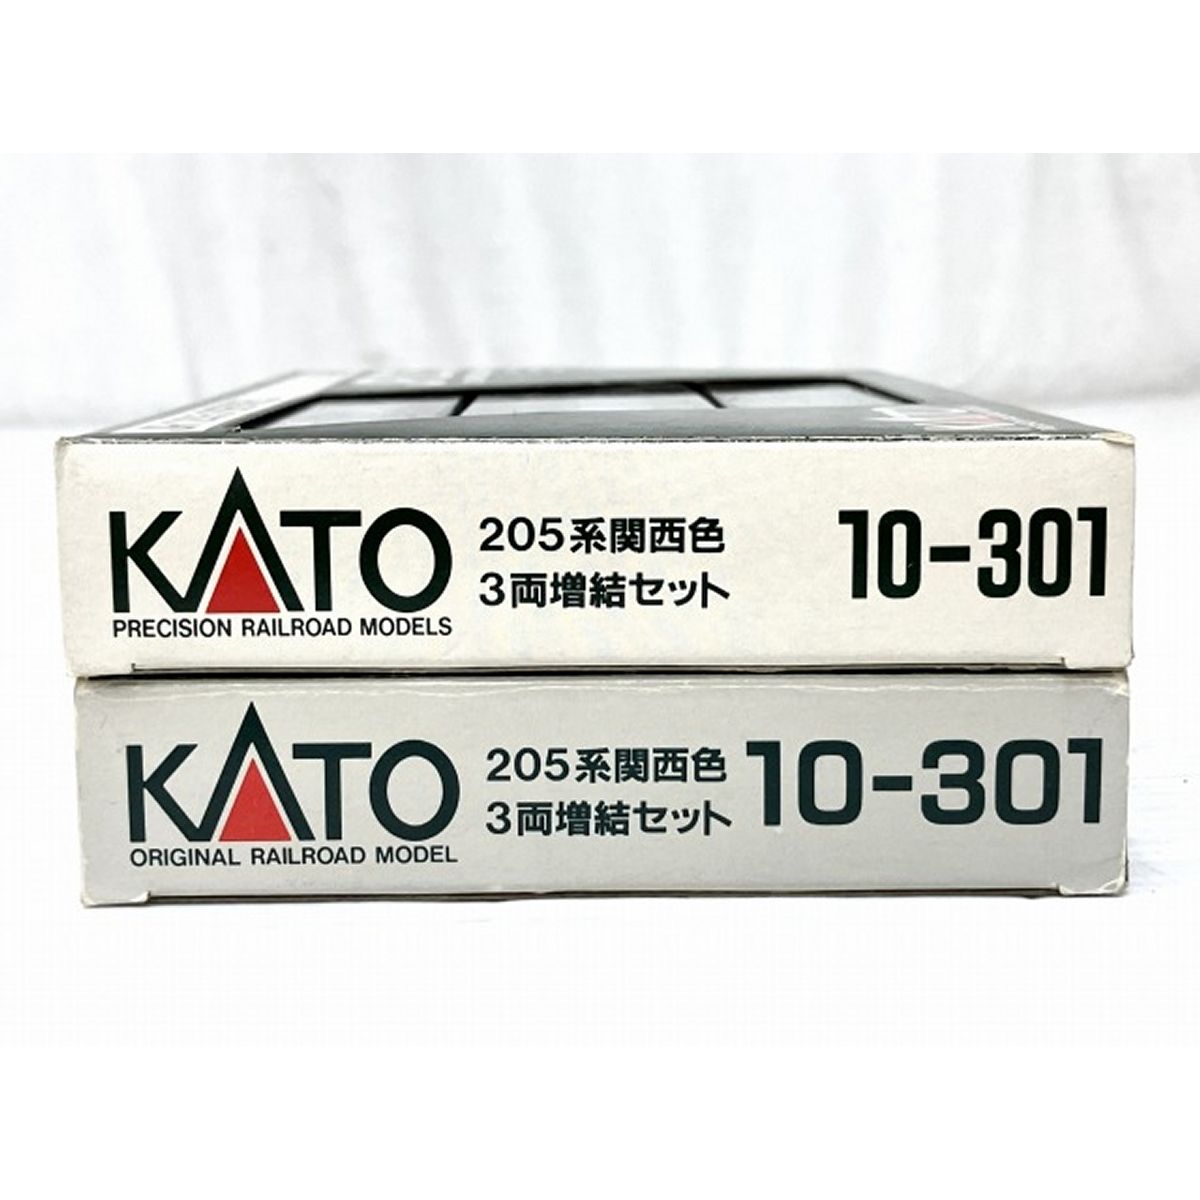 KATO
PRECISION RAILROAD MODELS
205系関西色
3両増結セット
10-301
KATO
ORIGINAL RAILROAD MODEL
205系関西色
3両増結セット
10-301